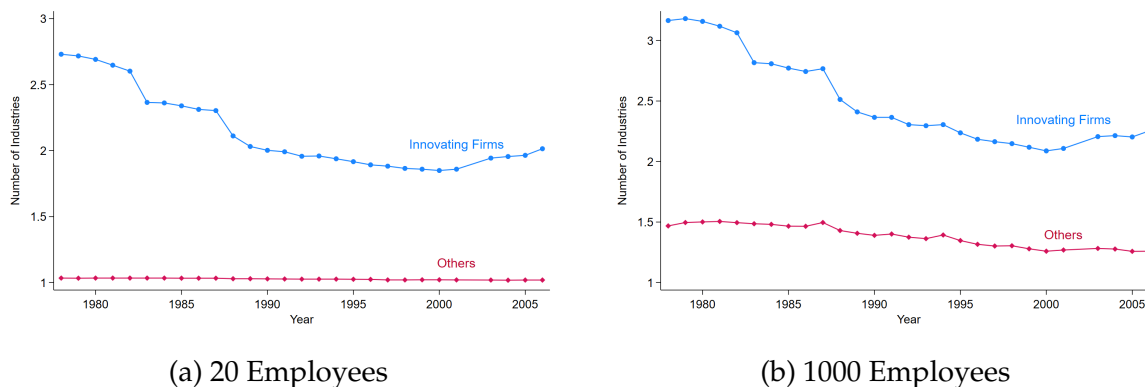 Number of Industries
3
2.5
2
1.5
1
Innovating Firms
Others
1980 1985 1990 1995 2000 2005
Year
(a) 20 Employees
Number of Industries
3
2.5
2
1.5
1
Innovating Firms
Others
1980 1985 1990 1995 2000 2005
Year
(b) 1000 Employees